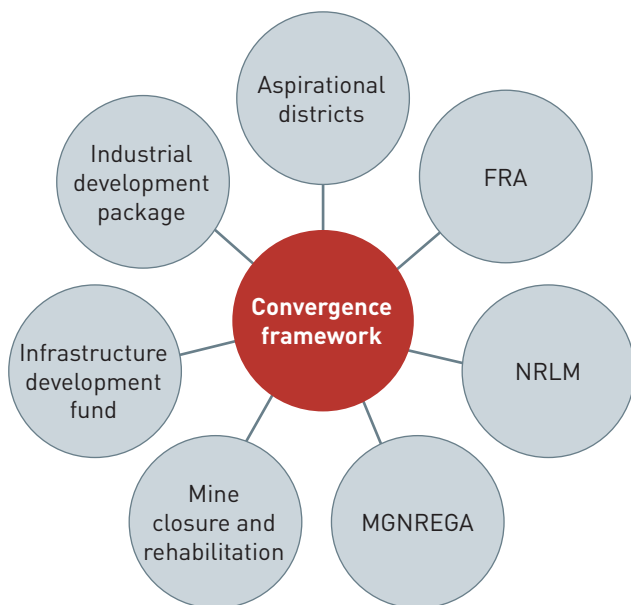 Aspirational
districts
Industrial
development
package
FRA
Convergence
framework
Infrastructure
development
fund
NRLM
Mine
closure and
rehabilitation
MGNREGA